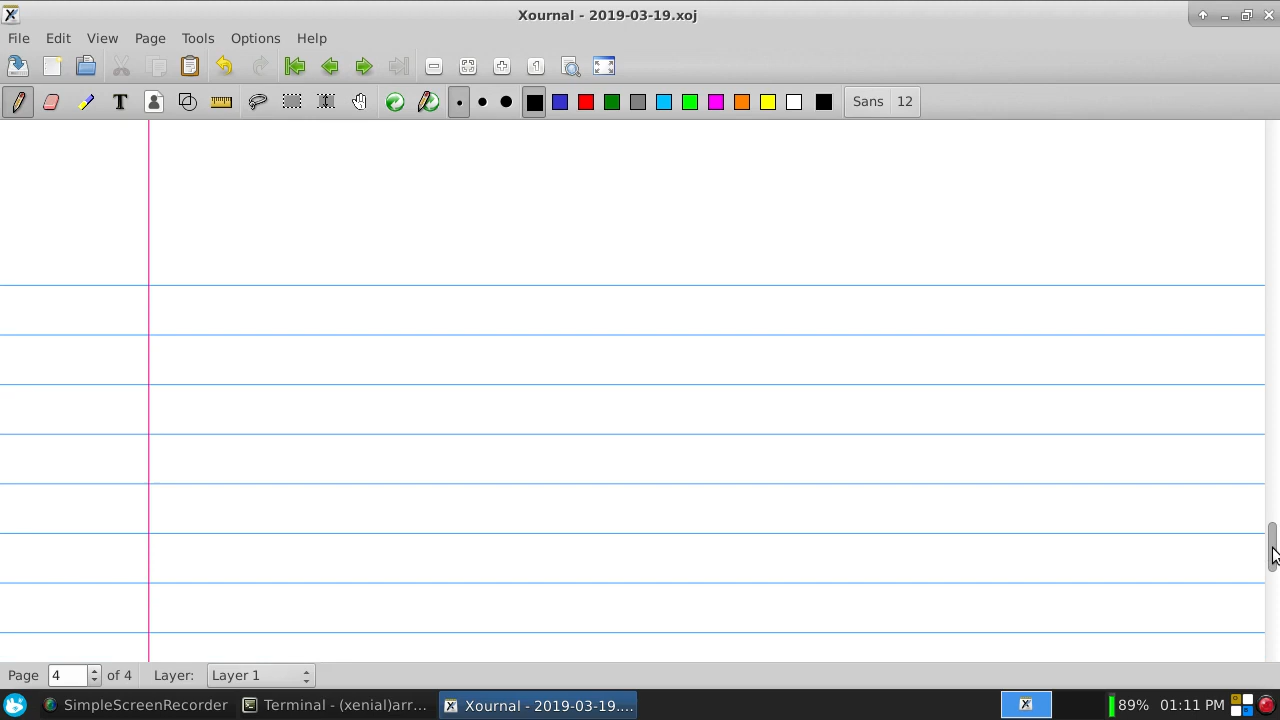 Xournal - 2019-03-19.xoj
File Edit View Page Tools Options Help
Sans 12
Page 4 of 4 Layer: Layer 1
SimpleScreenRecorder Terminal - (xenial)arr... Xournal - 2019-03-19.... 89% 01:11 PM